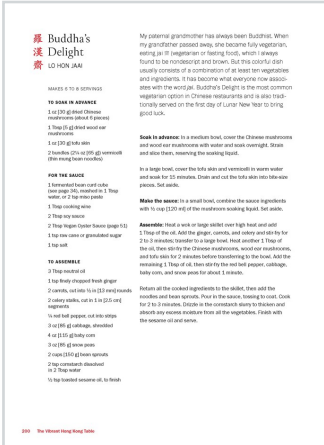 羅漢齋
Buddha's
Delight
LO HON JAAI
MAKES 6 TO 8 SERVINGS
TO SOAK IN ADVANCE
1 oz [30 g] dried Chinese
mushrooms (about 6 pieces)
1 Tbsp [5 g] dried wood ear
mushrooms
1 oz [30 g] tofu skin
2 bundles (2¼ oz [65 g]) vermicelli
(thin mung bean noodles)
FOR THE SAUCE
1 fermented bean curd cube
(see page 34), mashed in 1 Tbsp
water, or 2 tsp miso paste
1 Tbsp cooking wine
2 Tbsp soy sauce
2 Tbsp Vegan Oyster Sauce (page 51)
1 tsp raw cane or granulated sugar
1 tsp salt
TO ASSEMBLE
3 Tbsp neutral oil
1 Tbsp finely chopped fresh ginger
2 carrots, cut into ½ in [13 mm] rounds
2 celery stalks, cut in 1 in [2.5 cm]
segments
¼ red bell pepper, cut into strips
3 oz [85 g] cabbage, shredded
4 oz [115 g] baby corn
3 oz [85 g] snow peas
2 cups [150 g] bean sprouts
2 tsp cornstarch dissolved
in 2 Tbsp water
½ tsp toasted sesame oil, to finish
My paternal grandmother has always been Buddhist. When
my grandfather passed away, she became fully vegetarian,
eating jai 齋 (vegetarian or fasting food), which I always
found to be nondescript and brown. But this colorful dish
usually consists of a combination of at least ten vegetables
and ingredients. It has become what everyone now associ-
ates with the word jai. Buddha's Delight is the most common
vegetarian option in Chinese restaurants and is also tradi-
tionally served on the first day of Lunar New Year to bring
good luck.
Soak in advance: In a medium bowl, cover the Chinese mushrooms
and wood ear mushrooms with water and soak overnight. Strain
and slice them, reserving the soaking liquid.
In a large bowl, cover the tofu skin and vermicelli in warm water
and soak for 15 minutes. Drain and cut the tofu skin into bite-size
pieces. Set aside.
Make the sauce: In a small bowl, combine the sauce ingredients
with ½ cup [120 ml] of the mushroom-soaking liquid. Set aside.
Assemble: Heat a wok or large skillet over high heat and add
1 Tbsp of the oil. Add the ginger, carrots, and celery and stir-fry for
2 to 3 minutes; transfer to a large bowl. Heat another 1 Tbsp of
the oil, then stir-fry the Chinese mushrooms, wood ear mushrooms,
and tofu skin for 2 minutes before transferring to the bowl. Add the
remaining 1 Tbsp of oil, then stir-fry the red bell pepper, cabbage,
baby corn, and snow peas for about 1 minute.
Return all the cooked ingredients to the skillet, then add the
noodles and bean sprouts. Pour in the sauce, tossing to coat. Cook
for 2 to 3 minutes. Drizzle in the cornstarch slurry to thicken and
absorb any excess moisture from all the vegetables. Finish with
the sesame oil and serve.
200 The Vibrant Hong Kong Table